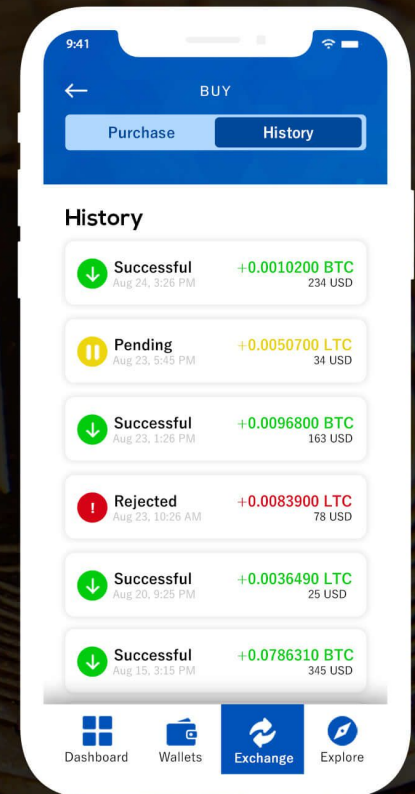 9:41
BUY
Purchase History
History
Successful +0.0010200 BTC
Aug 24, 3:26 PM 234 USD
Pending +0.0050700 LTC
Aug 23, 5:45 PM 34 USD
Successful +0.0096800 BTC
Aug 23, 1:26 PM 163 USD
Rejected +0.0083900 LTC
Aug 23, 10:26 AM 78 USD
Successful +0.0036490 LTC
Aug 20, 9:25 PM 25 USD
Successful +0.0786310 BTC
Aug 15, 3:15 PM 345 USD
Dashboard Wallets Exchange Explore